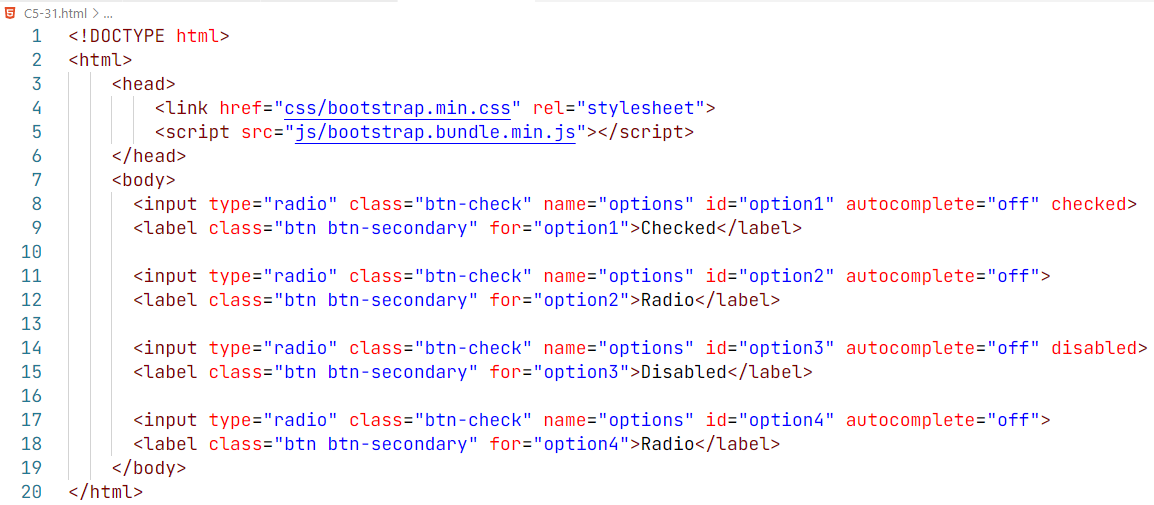 C5-31.html > ...
1 <!DOCTYPE html>
2 <html>
3 <head>
4 <link href="css/bootstrap.min.css" rel="stylesheet">
5 <script src="js/bootstrap.bundle.min.js"></script>
6 </head>
7 <body>
8 <input type="radio" class="btn-check" name="options" id="option1" autocomplete="off" checked>
9 <label class="btn btn-secondary" for="option1">Checked</label>
10
11 <input type="radio" class="btn-check" name="options" id="option2" autocomplete="off">
12 <label class="btn btn-secondary" for="option2">Radio</label>
13
14 <input type="radio" class="btn-check" name="options" id="option3" autocomplete="off" disabled>
15 <label class="btn btn-secondary" for="option3">Disabled</label>
16
17 <input type="radio" class="btn-check" name="options" id="option4" autocomplete="off">
18 <label class="btn btn-secondary" for="option4">Radio</label>
19 </body>
20 </html>